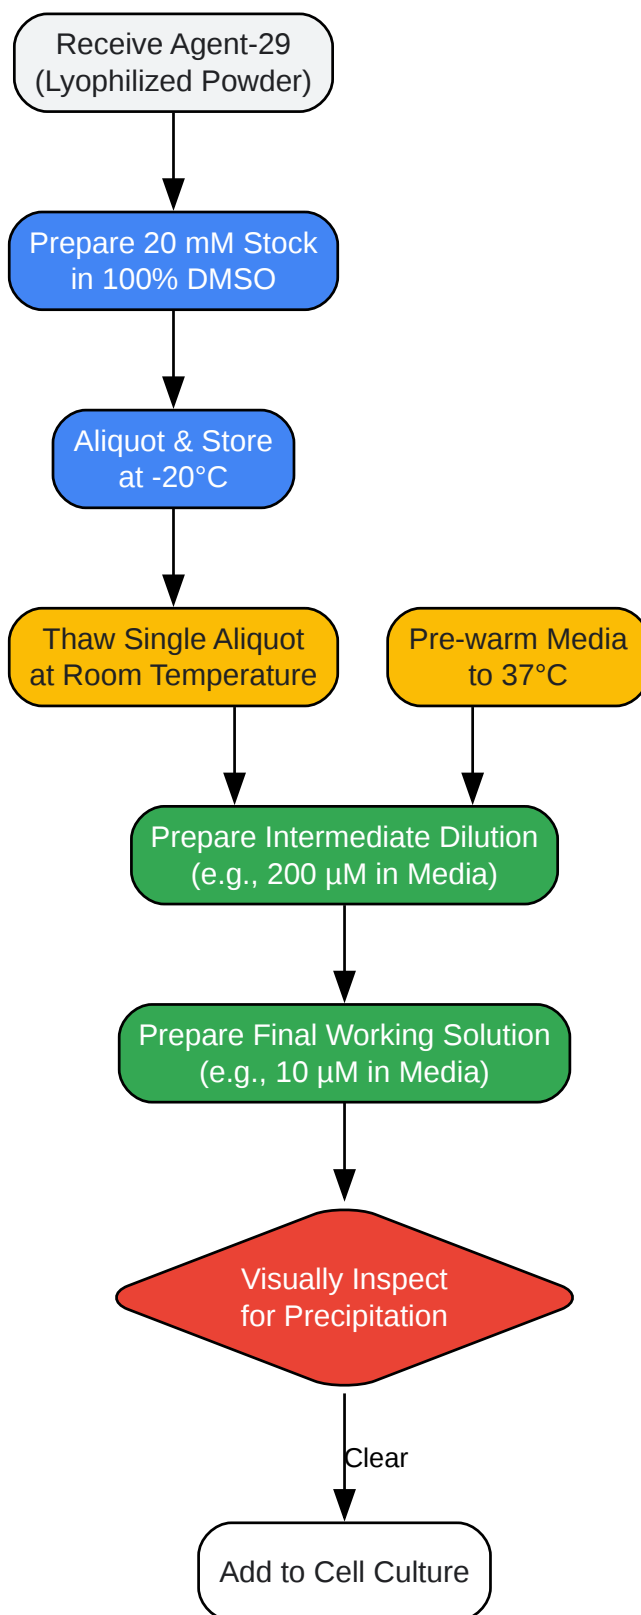 Receive Agent-29
(Lyophilized Powder)
Prepare 20 mM Stock
in 100% DMSO
Aliquot & Store
at -20°C
Thaw Single Aliquot
at Room Temperature
Pre-warm Media
to 37°C
Prepare Intermediate Dilution
(e.g., 200 µM in Media)
Prepare Final Working Solution
(e.g., 10 µM in Media)
Visually Inspect
for Precipitation
Clear
Add to Cell Culture